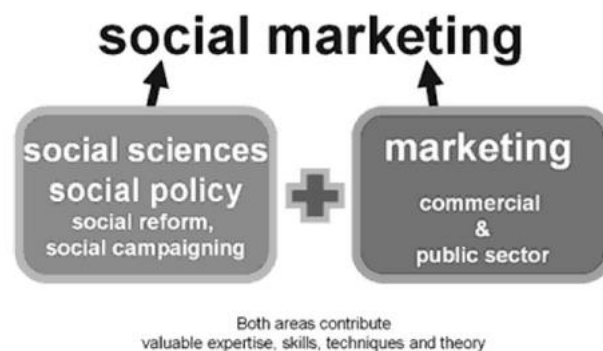 social marketing
social sciences
social policy
social reform,
social campaigning
marketing
commercial
&
public sector
Both areas contribute
valuable expertise, skills, techniques and theory